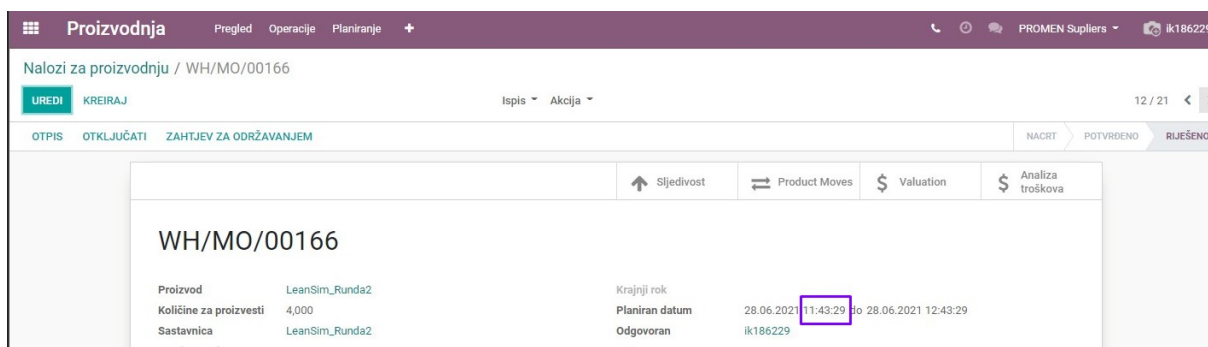 Proizvodnja Pregled Operacije Planiranje + PROMEN Supliers ik186229
Nalozi za proizvodnju / WH/MO/00166
UREDI KREIRAJ Ispis Akcija 12 / 21
OTPIS OTKLJUČATI ZAHTJEV ZA ODRŽAVANJEM NACRT POTVRĐENO RIJEŠENO
Sljedivost Product Moves Valuation Analiza troškova
WH/MO/00166
Proizvod LeanSim_Runda2 Krajnji rok
Količine za proizvesti 4,000 Planiran datum 28.06.2021 11:43:29 do 28.06.2021 12:43:29
Sastavnica LeanSim_Runda2 Odgovoran ik186229